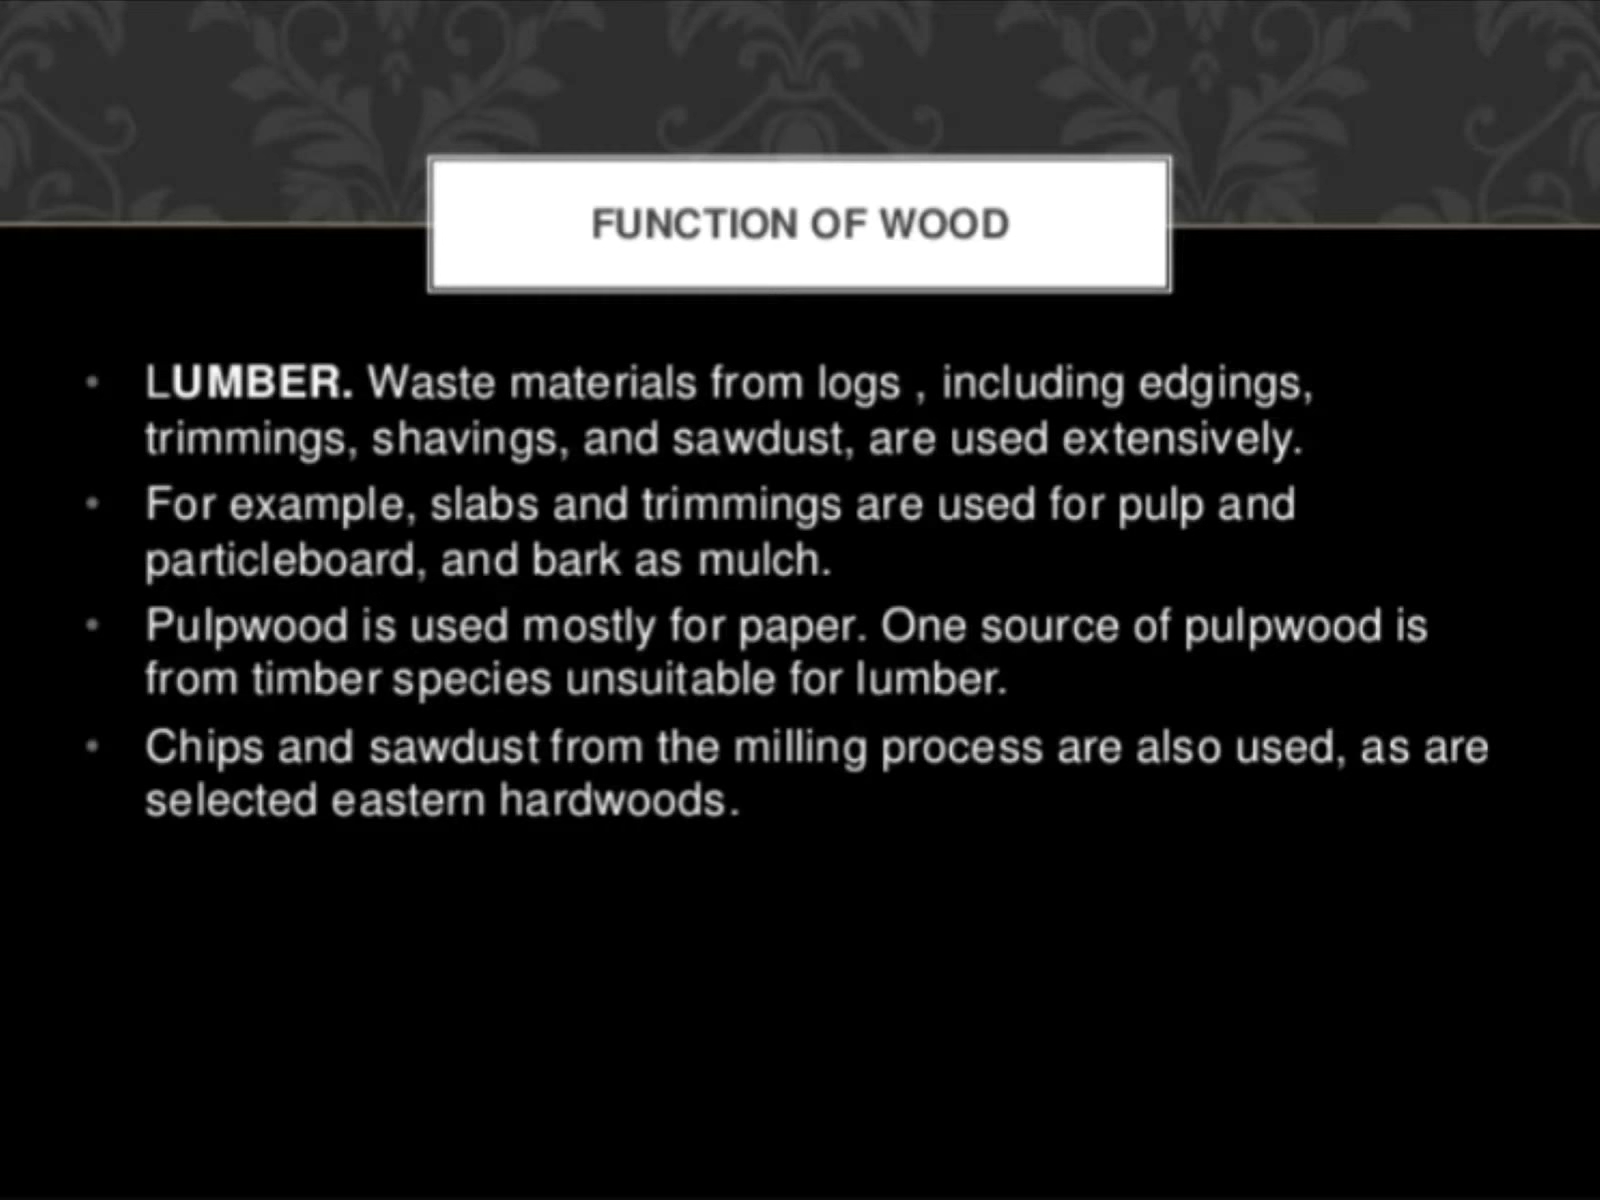 FUNCTION OF WOOD
• LUMBER. Waste materials from logs , including edgings,
trimmings, shavings, and sawdust, are used extensively.
• For example, slabs and trimmings are used for pulp and
particleboard, and bark as mulch.
• Pulpwood is used mostly for paper. One source of pulpwood is
from timber species unsuitable for lumber.
• Chips and sawdust from the milling process are also used, as are
selected eastern hardwoods.